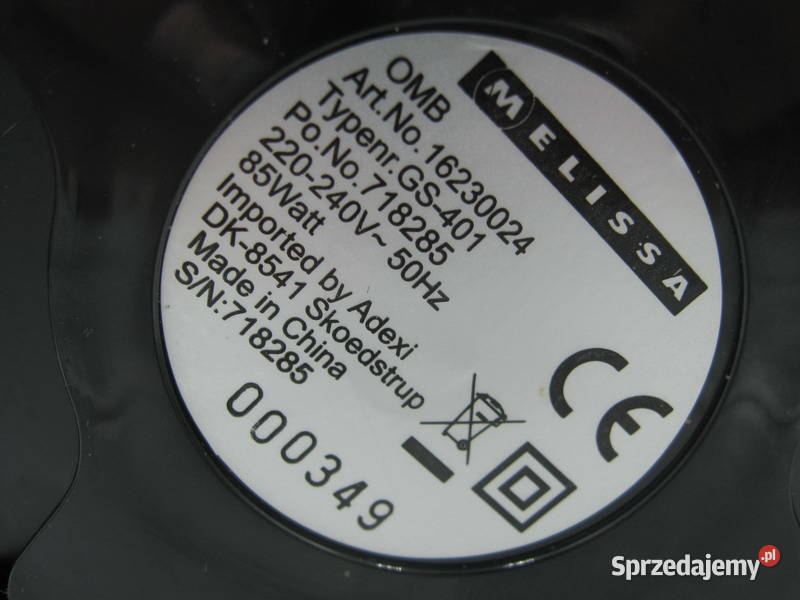 MELISSA
OMB
Art.No. 16230024
Typenr. GS-401
Po.No. 718285
220-240V~ 50Hz
85Watt
Imported by Adexi
DK-8541 Skoedstrup
Made in China
S/N:718285
000349
CE
Sprzedajemy.pl